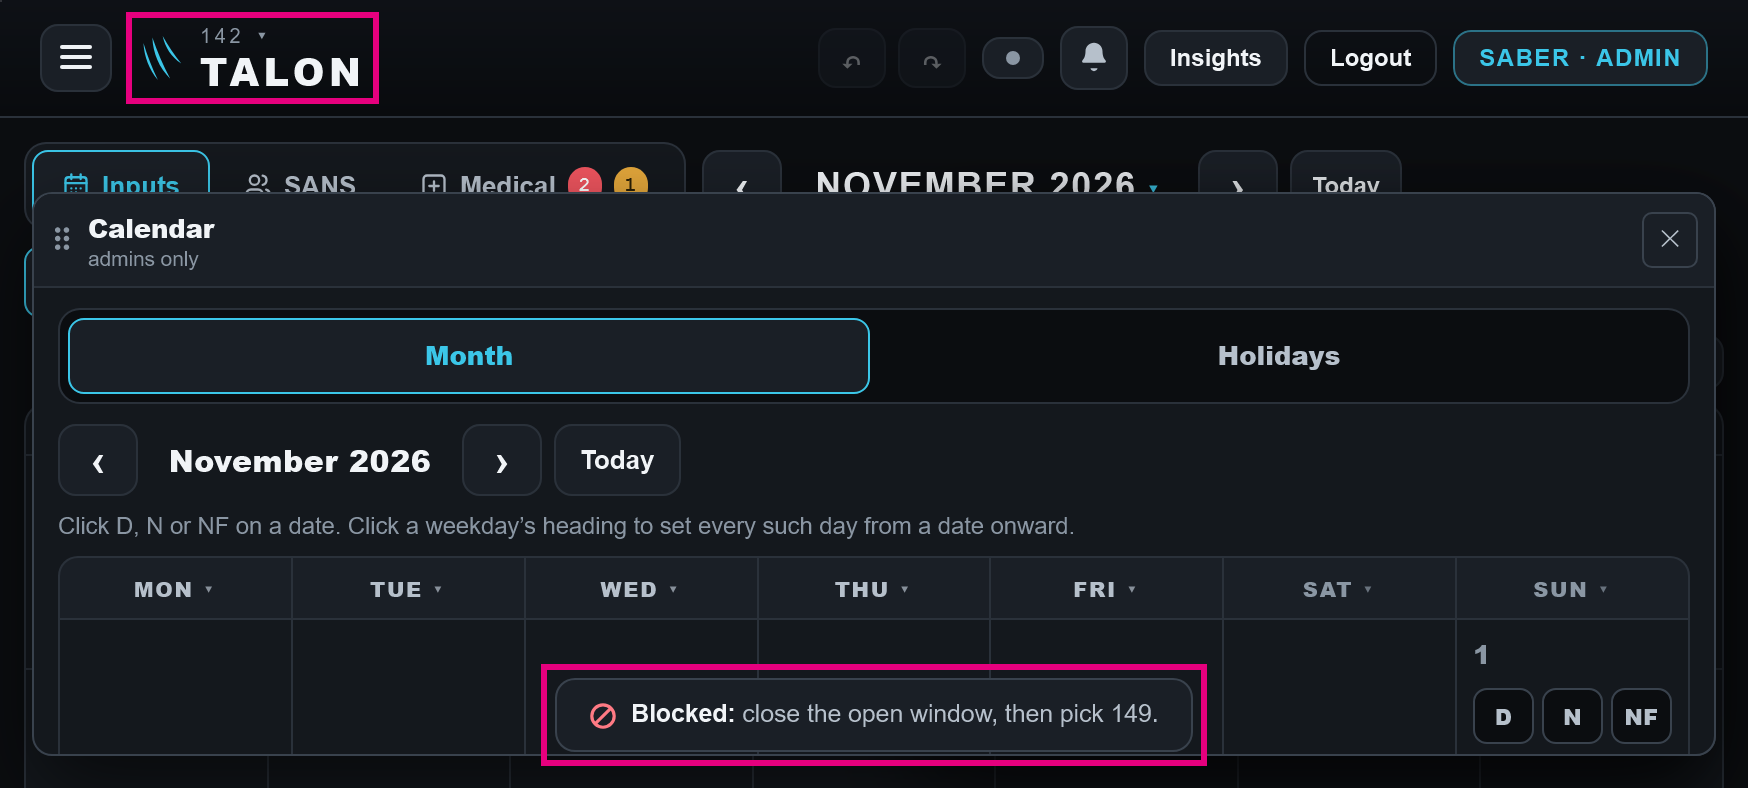 142 ▾
TALON
Insights
Logout
SABER · ADMIN
Inputs
SANS
Medical 2 1
‹
NOVEMBER 2026 ▾
›
Today
Calendar
admins only
Month
Holidays
‹
November 2026
›
Today
Click D, N or NF on a date. Click a weekday’s heading to set every such day from a date onward.
MON ▾
TUE ▾
WED ▾
THU ▾
FRI ▾
SAT ▾
SUN ▾
1
D
N
NF
Blocked: close the open window, then pick 149.